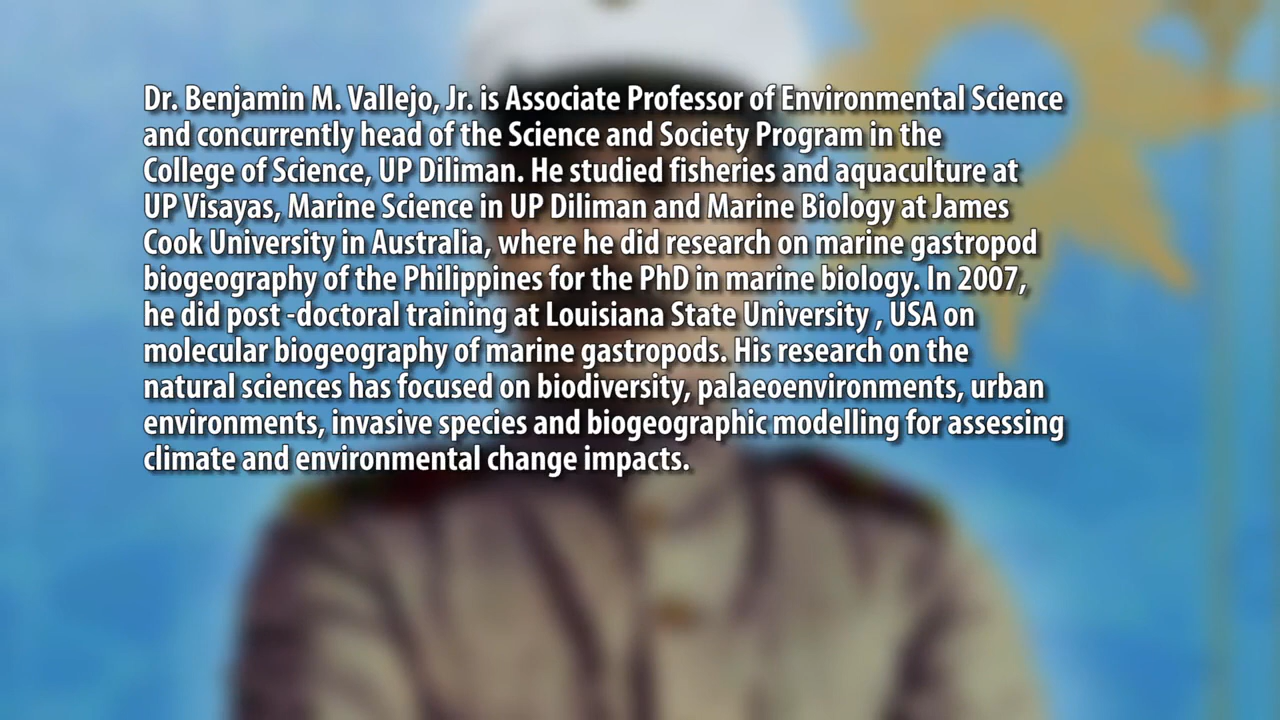 Dr. Benjamin M. Vallejo, Jr. is Associate Professor of Environmental Science
and concurrently head of the Science and Society Program in the
College of Science, UP Diliman. He studied fisheries and aquaculture at
UP Visayas, Marine Science in UP Diliman and Marine Biology at James
Cook University in Australia, where he did research on marine gastropod
biogeography of the Philippines for the PhD in marine biology. In 2007,
he did post -doctoral training at Louisiana State University , USA on
molecular biogeography of marine gastropods. His research on the
natural sciences has focused on biodiversity, palaeoenvironments, urban
environments, invasive species and biogeographic modelling for assessing
climate and environmental change impacts.